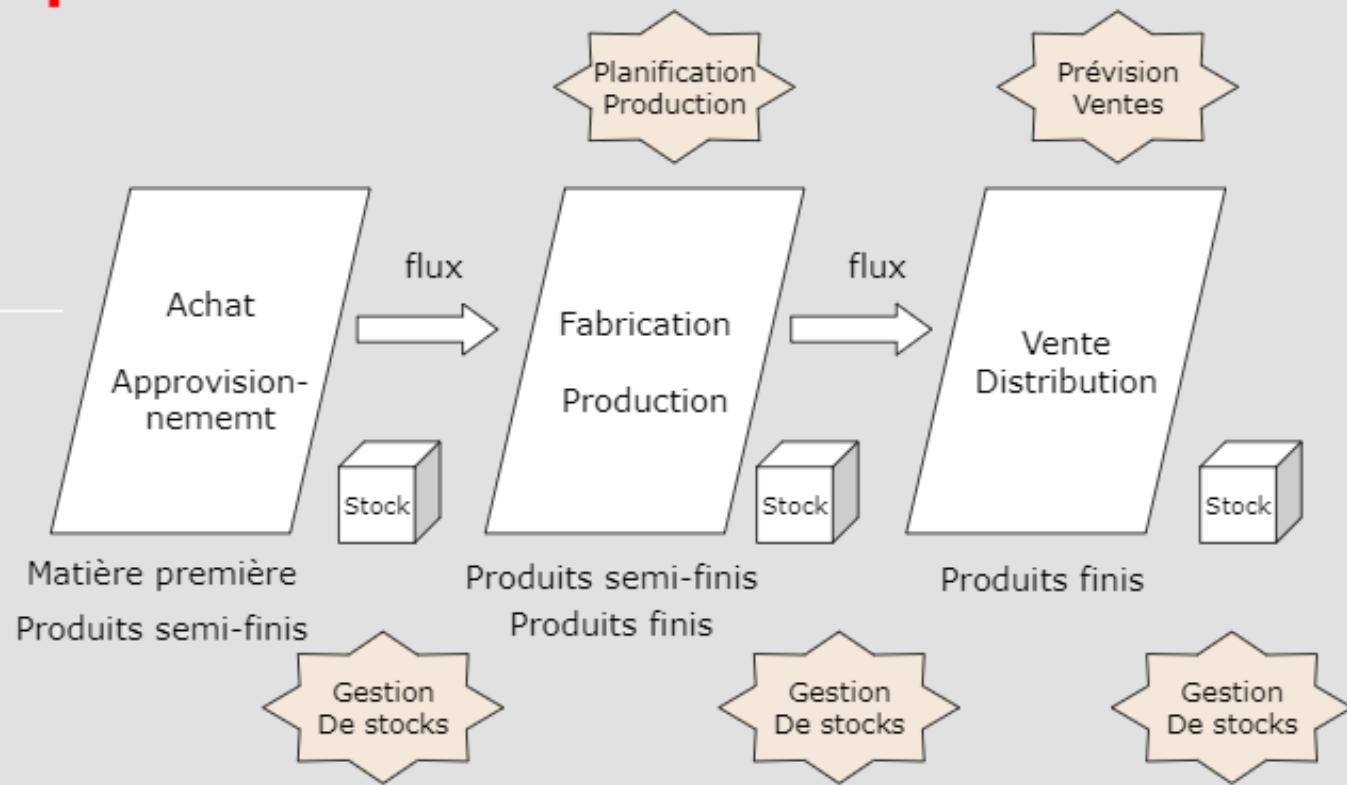 Planification
Production
Prévision
Ventes
flux
flux
Achat
Approvision-
nememt
Fabrication
Production
Vente
Distribution
Stock
Stock
Stock
Matière première
Produits semi-finis
Produits semi-finis
Produits finis
Produits finis
Gestion
De stocks
Gestion
De stocks
Gestion
De stocks